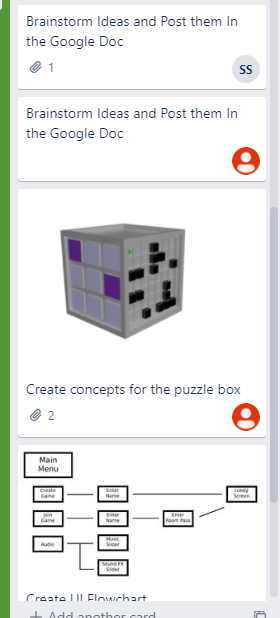 Brainstorm Ideas and Post them In
the Google Doc
1
SS
Brainstorm Ideas and Post them In
the Google Doc
Create concepts for the puzzle box
2
Main
Menu
Create
Game
Enter
Name
Lobby
Screen
Join
Game
Enter
Name
Enter
Room Pass
Audio
Music
Slider
Sound FX
Slider
Create UI Flowchart
+ Add another card